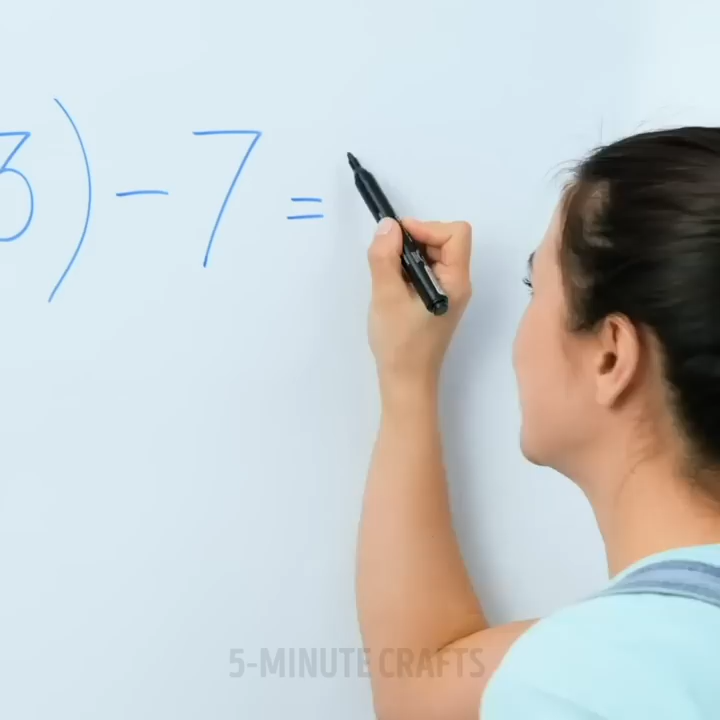 3) - 7 =
5-MINUTE CRAFTS